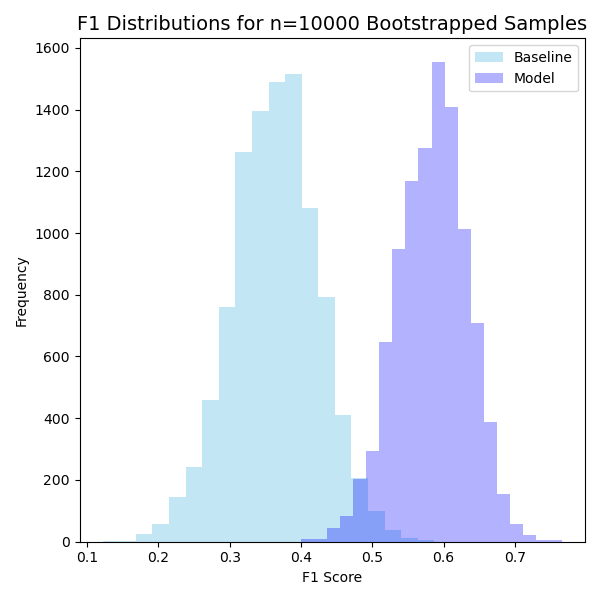 F1 Distributions for n=10000 Bootstrapped Samples
Baseline
Model
Frequency
1600
1400
1200
1000
800
600
400
200
0
0.1 0.2 0.3 0.4 0.5 0.6 0.7
F1 Score